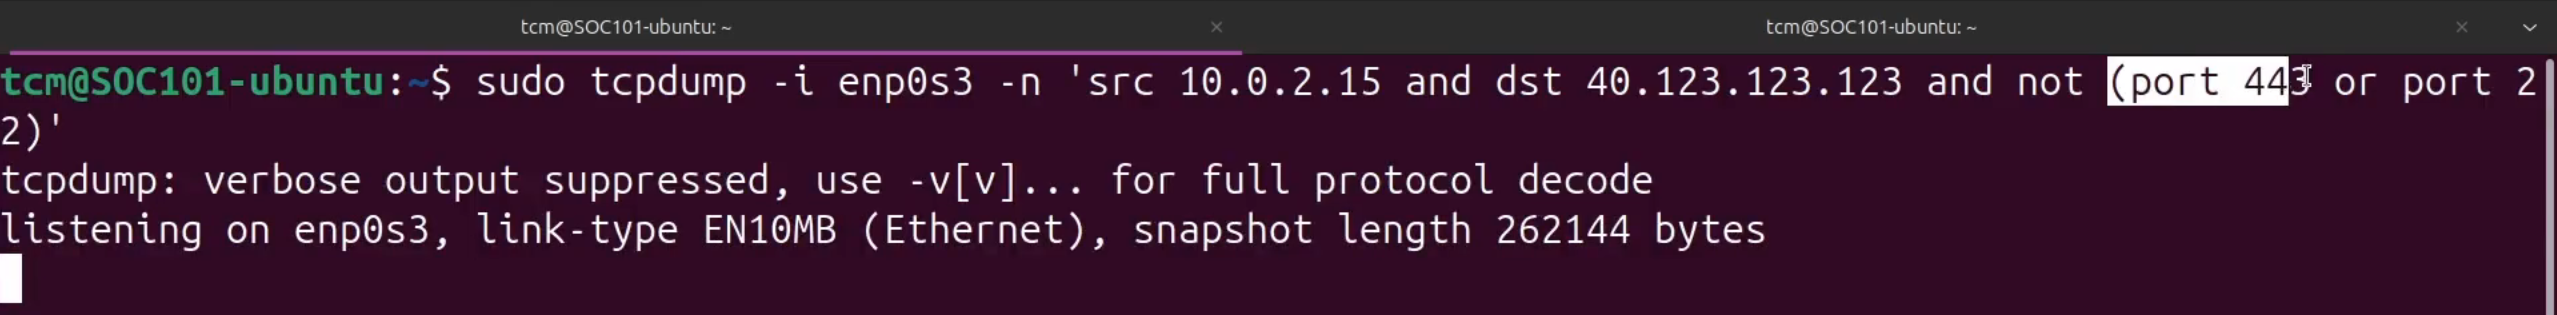 tcm@SOC101-ubuntu: ~ × tcm@SOC101-ubuntu: ~ ×
tcm@SOC101-ubuntu:~$ sudo tcpdump -i enp0s3 -n 'src 10.0.2.15 and dst 40.123.123.123 and not (port 443 or port 2
2)'
tcpdump: verbose output suppressed, use -v[v]... for full protocol decode
listening on enp0s3, link-type EN10MB (Ethernet), snapshot length 262144 bytes